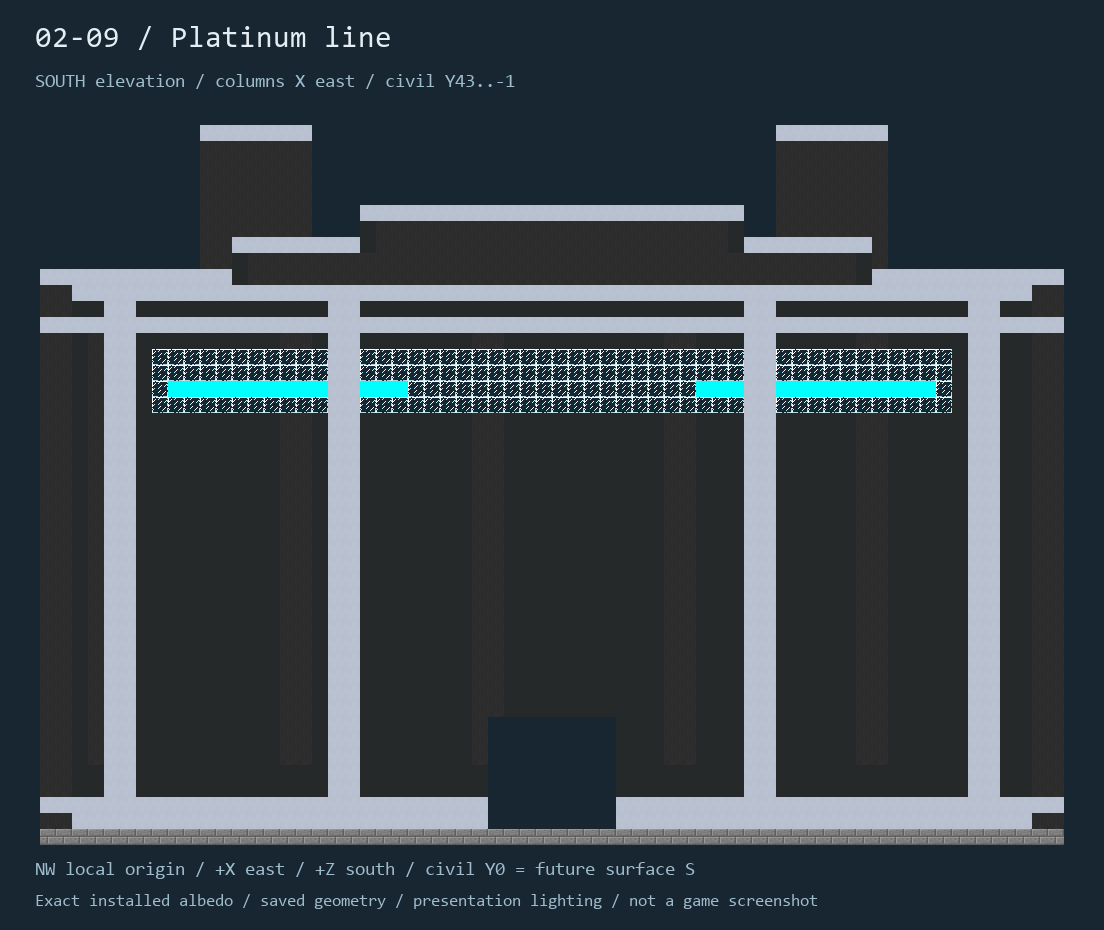 02-09 / Platinum line
SOUTH elevation / columns X east / civil Y43..-1
NW local origin / +X east / +Z south / civil Y0 = future surface S
Exact installed albedo / saved geometry / presentation lighting / not a game screenshot